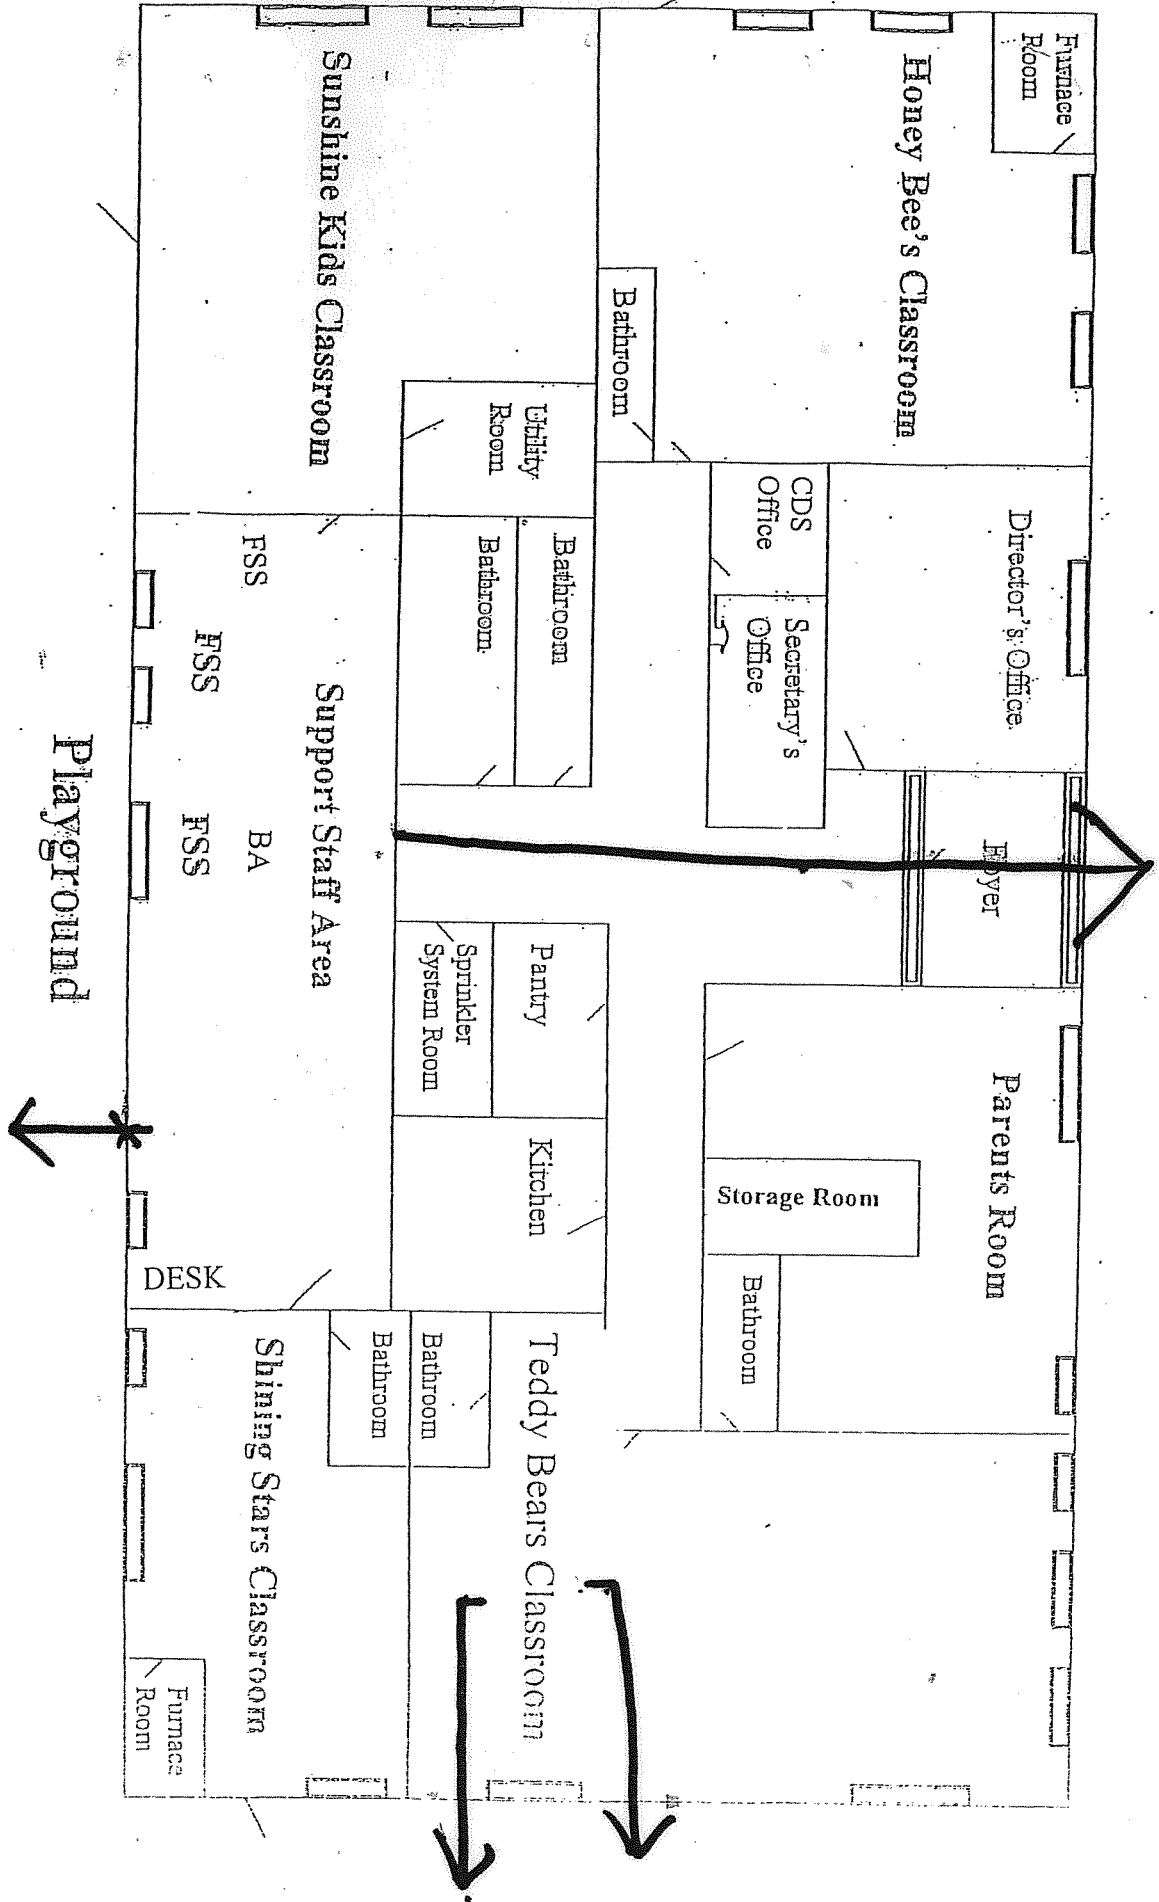 Furnace
Room
Honey Bee's Classroom
Bathroom
Sunshine Kids Classroom
Utility
Room
CDS
Office
Director's Office
Secretary's
Office
Bathroom
Bathroom
FSS
FSS
FSS
BA
Support Staff Area
Playground
Foyer
Pantry
Sprinkler
System Room
Kitchen
Parents Room
Storage Room
Bathroom
DESK
Bathroom
Bathroom
Teddy Bears Classroom
Shining Stars Classroom
Furnace
Room